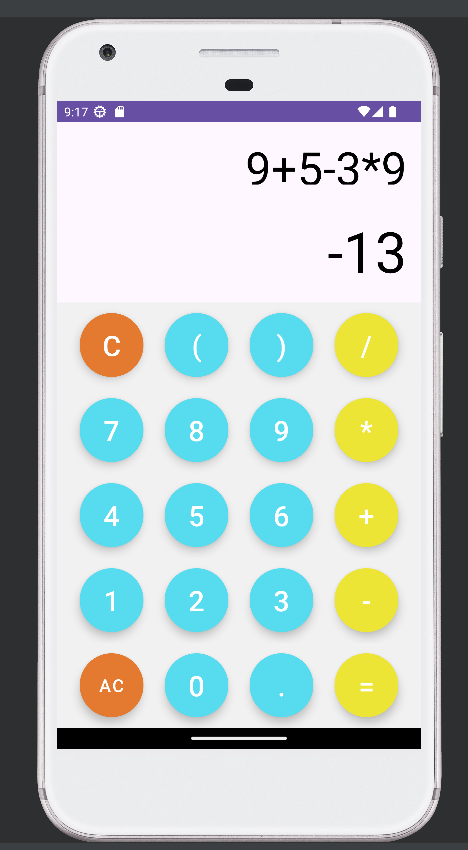 9:17
9+5-3*9
-13
C ( ) /
7 8 9 *
4 5 6 +
1 2 3 -
AC 0 . =